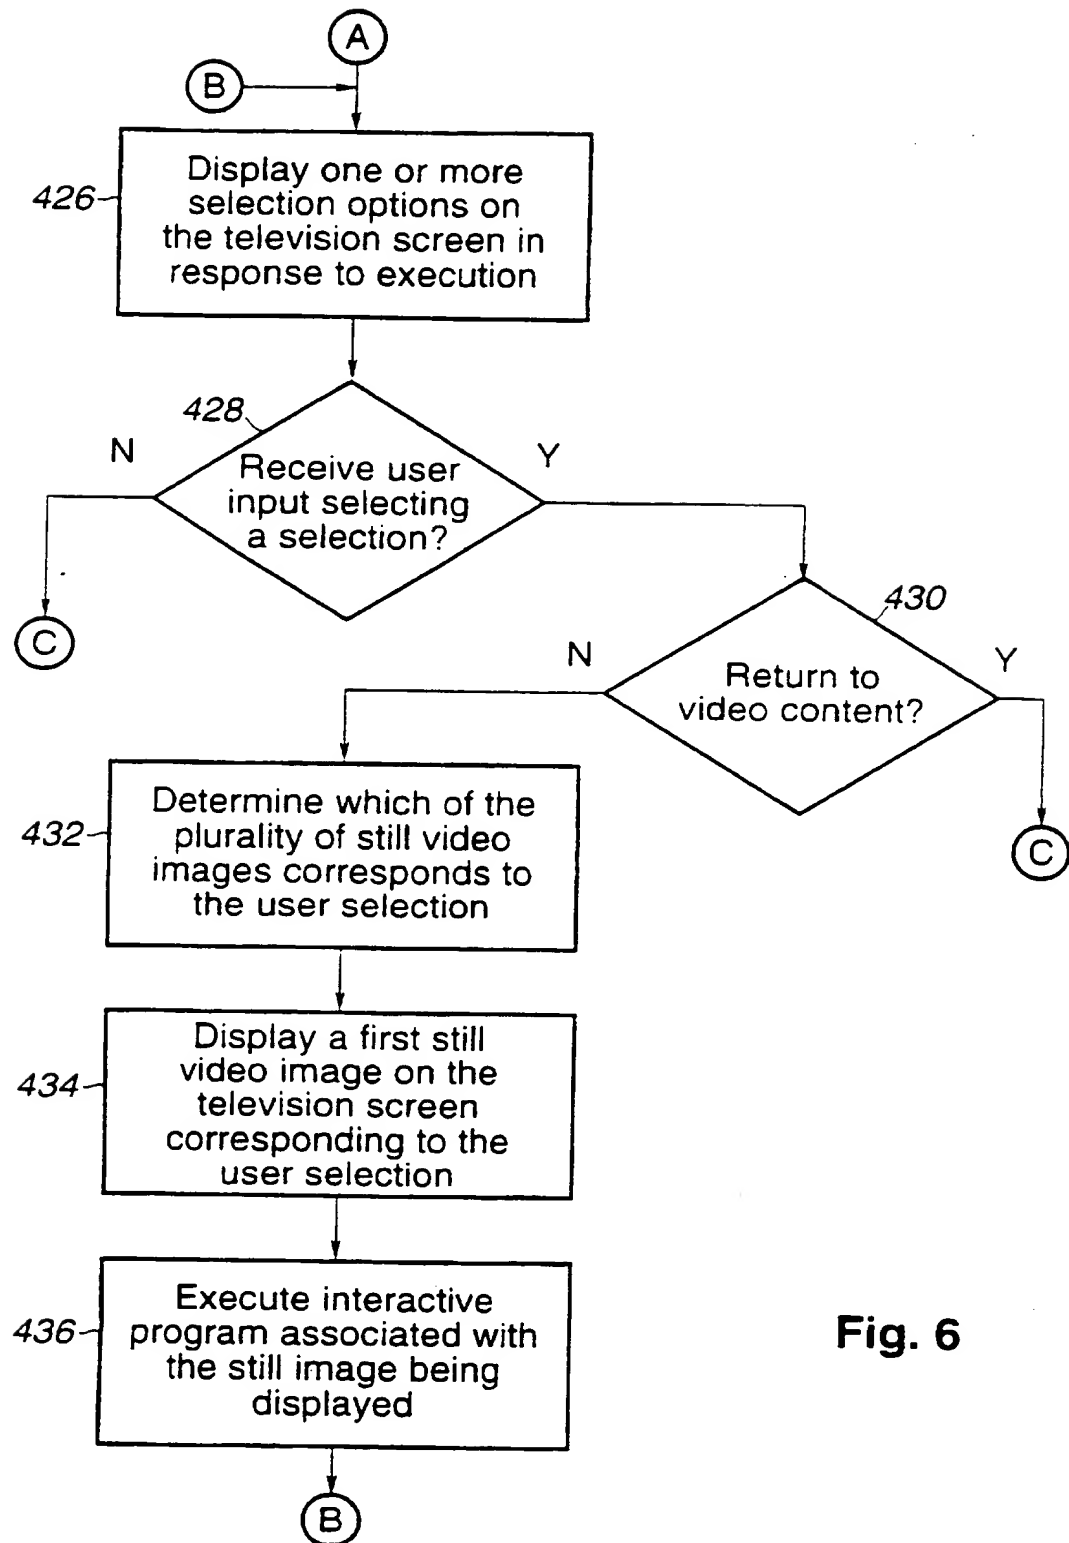 A
B
426
Display one or more
selection options on
the television screen in
response to execution
428
N
Y
Receive user
input selecting
a selection?
C
430
N
Y
Return to
video content?
C
432
Determine which of the
plurality of still video
images corresponds to
the user selection
434
Display a first still
video image on the
television screen
corresponding to the
user selection
436
Execute interactive
program associated with
the still image being
displayed
B
Fig. 6